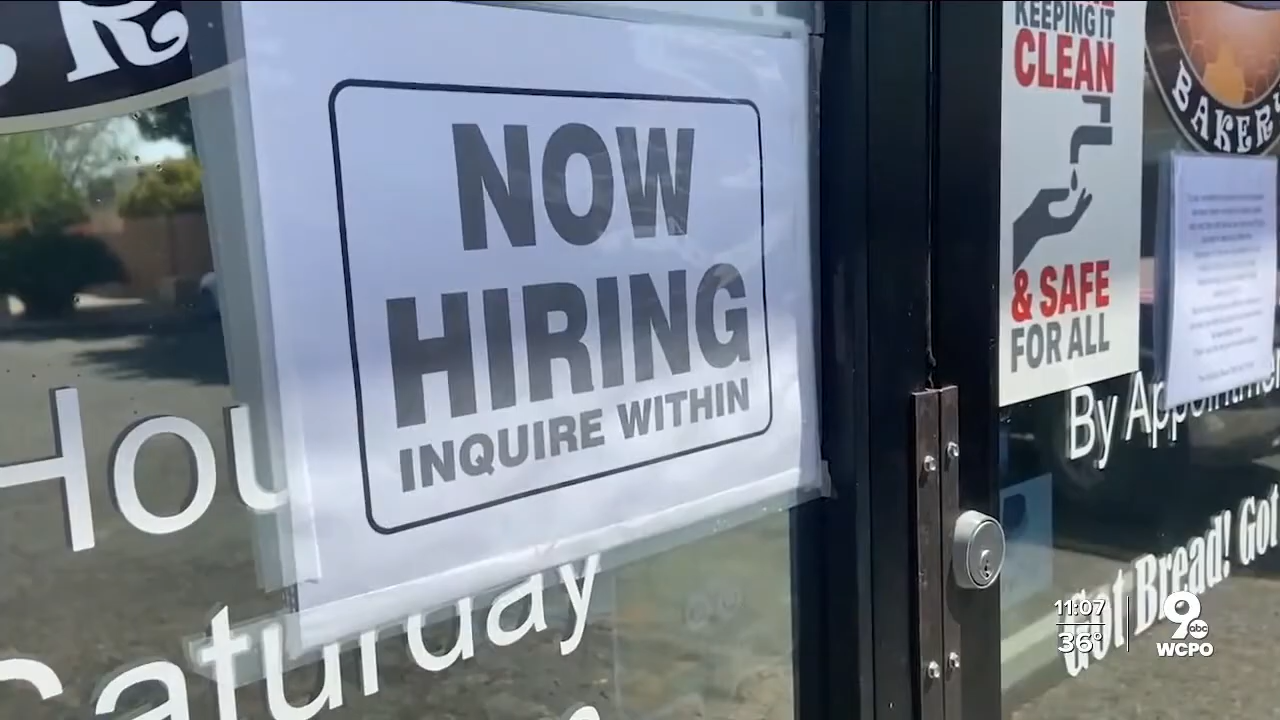 NOW
HIRING
INQUIRE WITHIN
KEEPING IT
CLEAN
& SAFE
FOR ALL
BAKER
Hou
Saturday
By Appointmen
Got Bread! Got
11:07
36°
9
abc
WCPO